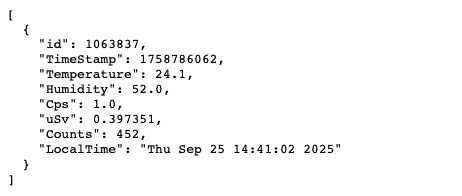 [
  {
    "id": 1063837,
    "TimeStamp": 1758786062,
    "Temperature": 24.1,
    "Humidity": 52.0,
    "Cps": 1.0,
    "uSv": 0.397351,
    "Counts": 452,
    "LocalTime": "Thu Sep 25 14:41:02 2025"
  }
]